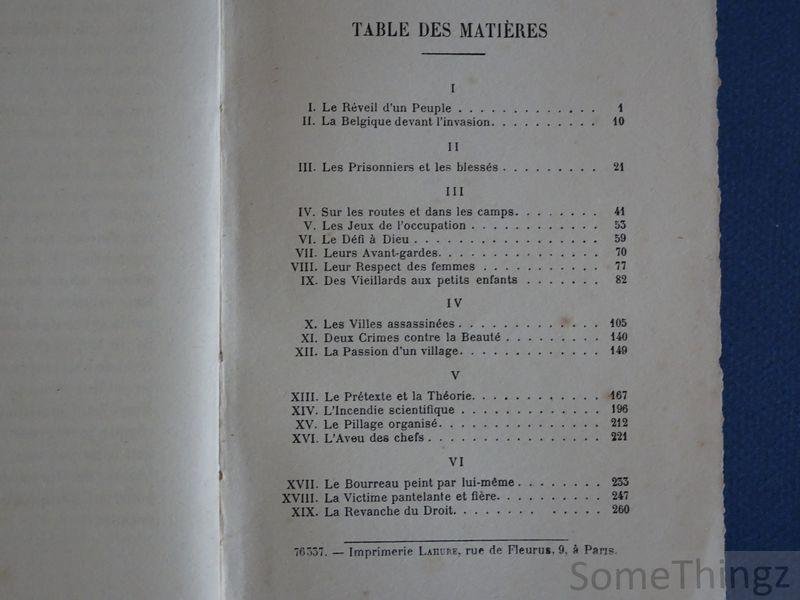 TABLE DES MATIÈRES
I
I. Le Réveil d'un Peuple . . . . . . . . . . . . . 1
II. La Belgique devant l'invasion. . . . . . . . . . 10
II
III. Les Prisonniers et les blessés . . . . . . . . . 21
III
IV. Sur les routes et dans les camps. . . . . . . . 41
V. Les Jeux de l'occupation . . . . . . . . . . . . 53
VI. Le Défi à Dieu . . . . . . . . . . . . . . . . . 59
VII. Leurs Avant-gardes. . . . . . . . . . . . . . . 70
VIII. Leur Respect des femmes . . . . . . . . . . . 77
IX. Des Vieillards aux petits enfants . . . . . . . 82
IV
X. Les Villes assassinées . . . . . . . . . . . . . 105
XI. Deux Crimes contre la Beauté . . . . . . . . . 140
XII. La Passion d'un village. . . . . . . . . . . . . 149
V
XIII. Le Prétexte et la Théorie. . . . . . . . . . . . 167
XIV. L'Incendie scientifique . . . . . . . . . . . . . 196
XV. Le Pillage organisé. . . . . . . . . . . . . . . 212
XVI. L'Aveu des chefs . . . . . . . . . . . . . . . . 221
VI
XVII. Le Bourreau peint par lui-même . . . . . . . . 233
XVIII. La Victime pantelante et fière. . . . . . . . . . 247
XIX. La Revanche du Droit. . . . . . . . . . . . . 260
76337. — Imprimerie LAHURE, rue de Fleurus, 9, à Paris.
SomeThingz